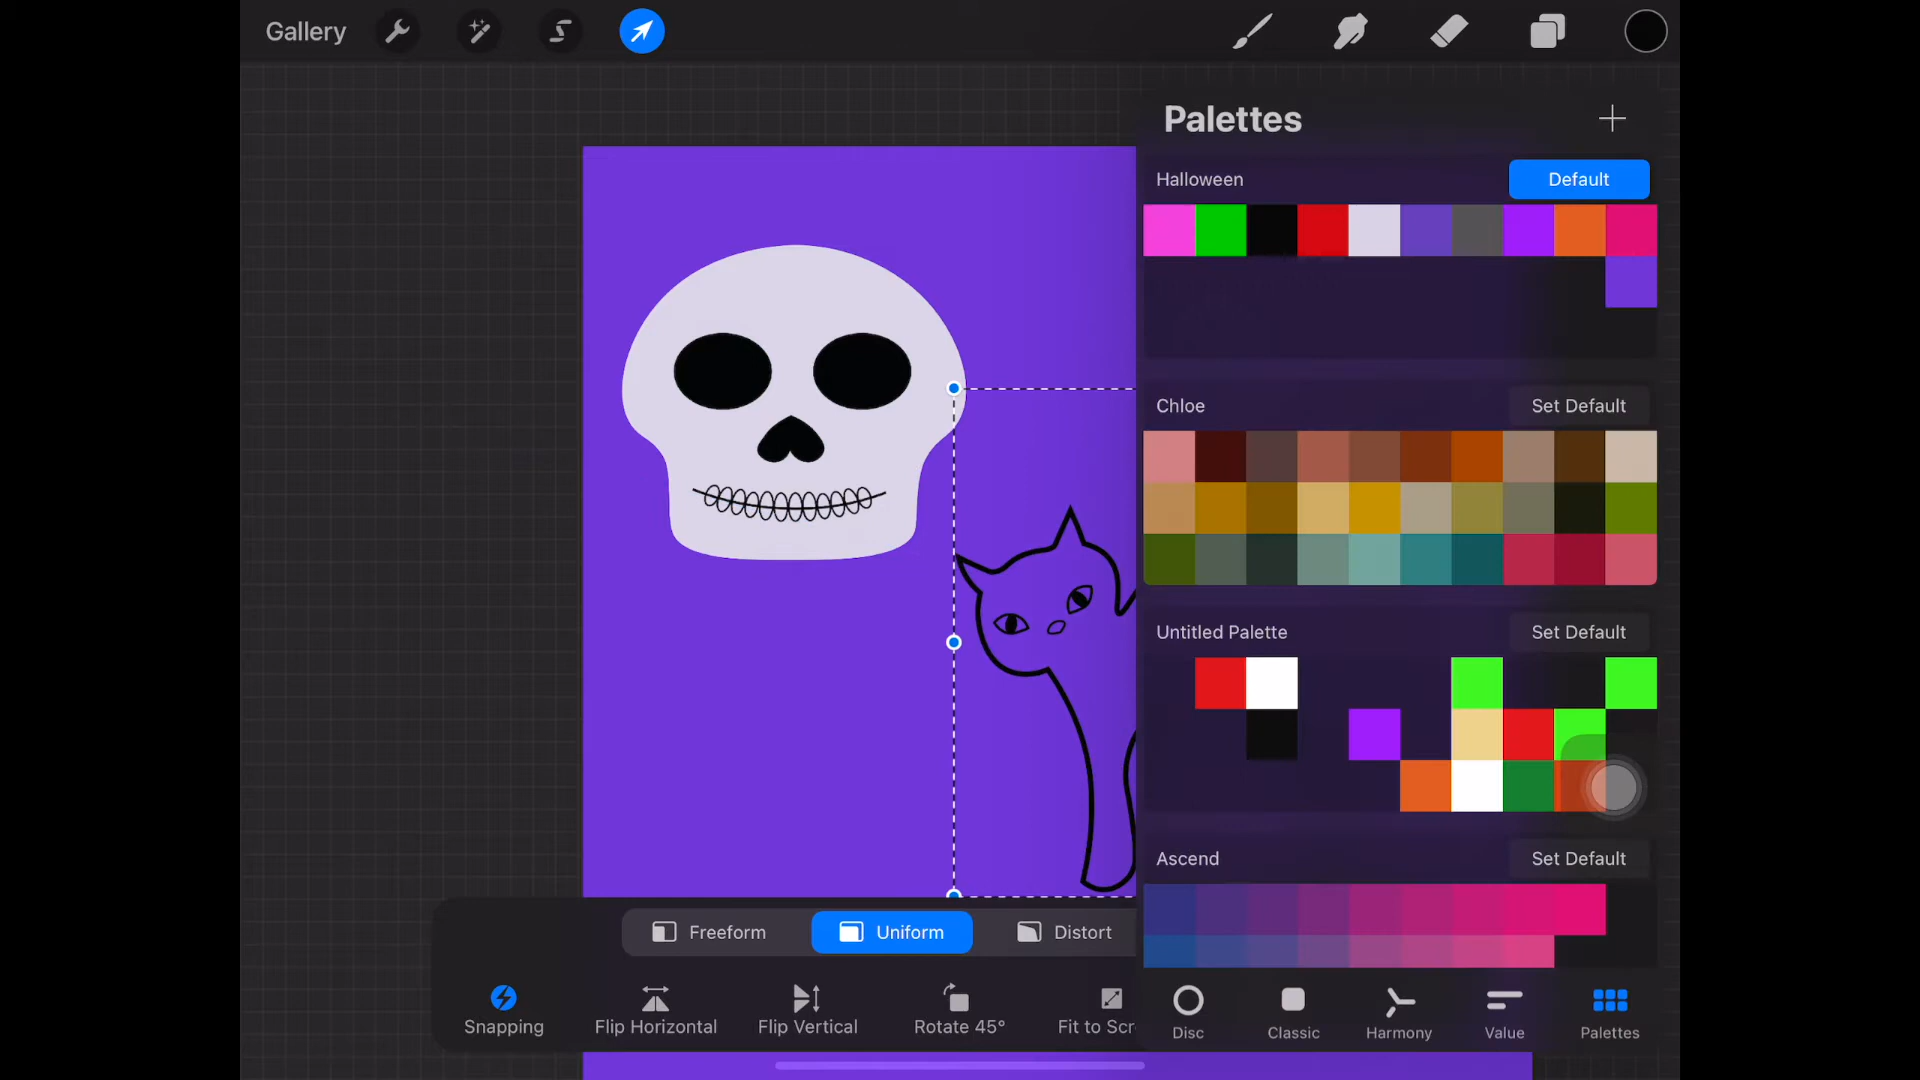 Gallery
Palettes
Halloween
Default
Chloe
Set Default
Untitled Palette
Set Default
Ascend
Set Default
Freeform
Uniform
Distort
Snapping
Flip Horizontal
Flip Vertical
Rotate 45°
Fit to Scr
Disc
Classic
Harmony
Value
Palettes